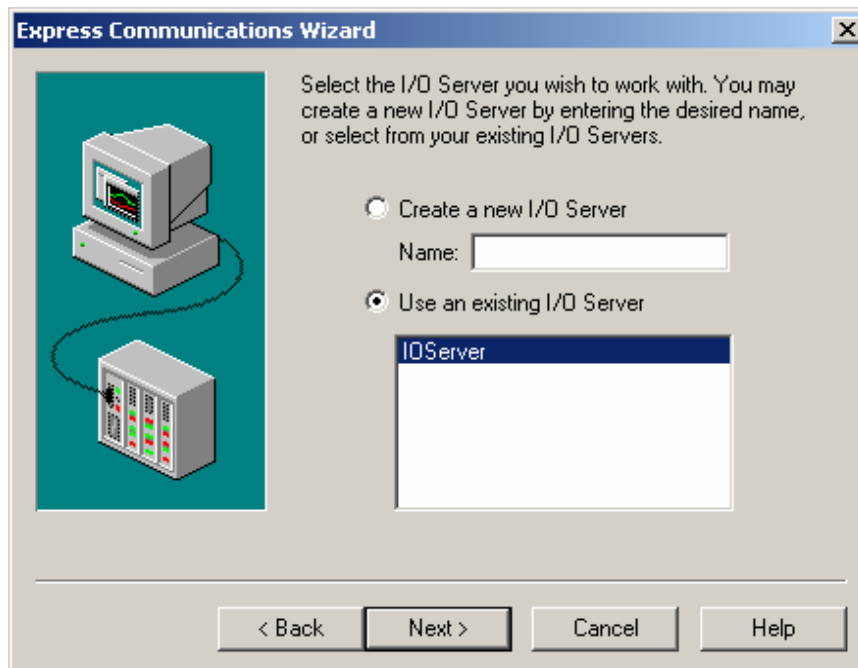 Express Communications Wizard
Select the I/O Server you wish to work with. You may
create a new I/O Server by entering the desired name,
or select from your existing I/O Servers.
Create a new I/O Server
Name:
Use an existing I/O Server
IOServer
< Back Next > Cancel Help